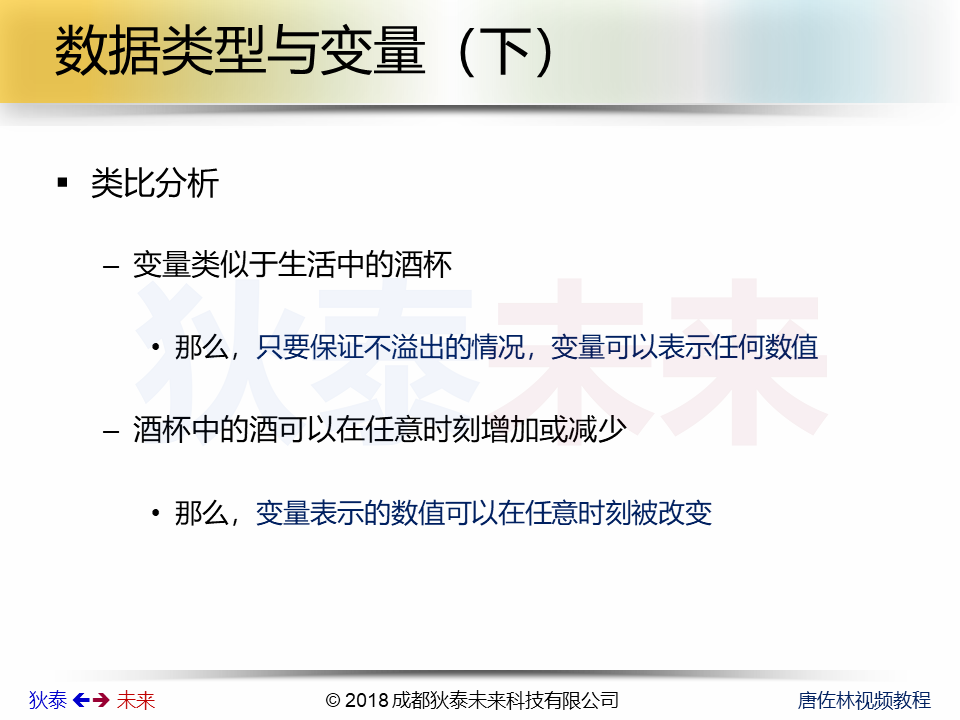 数据类型与变量（下）
▪ 类比分析
– 变量类似于生活中的酒杯
• 那么，只要保证不溢出的情况，变量可以表示任何数值
– 酒杯中的酒可以在任意时刻增加或减少
• 那么，变量表示的数值可以在任意时刻被改变
狄泰未来
狄泰 未来
© 2018 成都狄泰未来科技有限公司
唐佐林视频教程